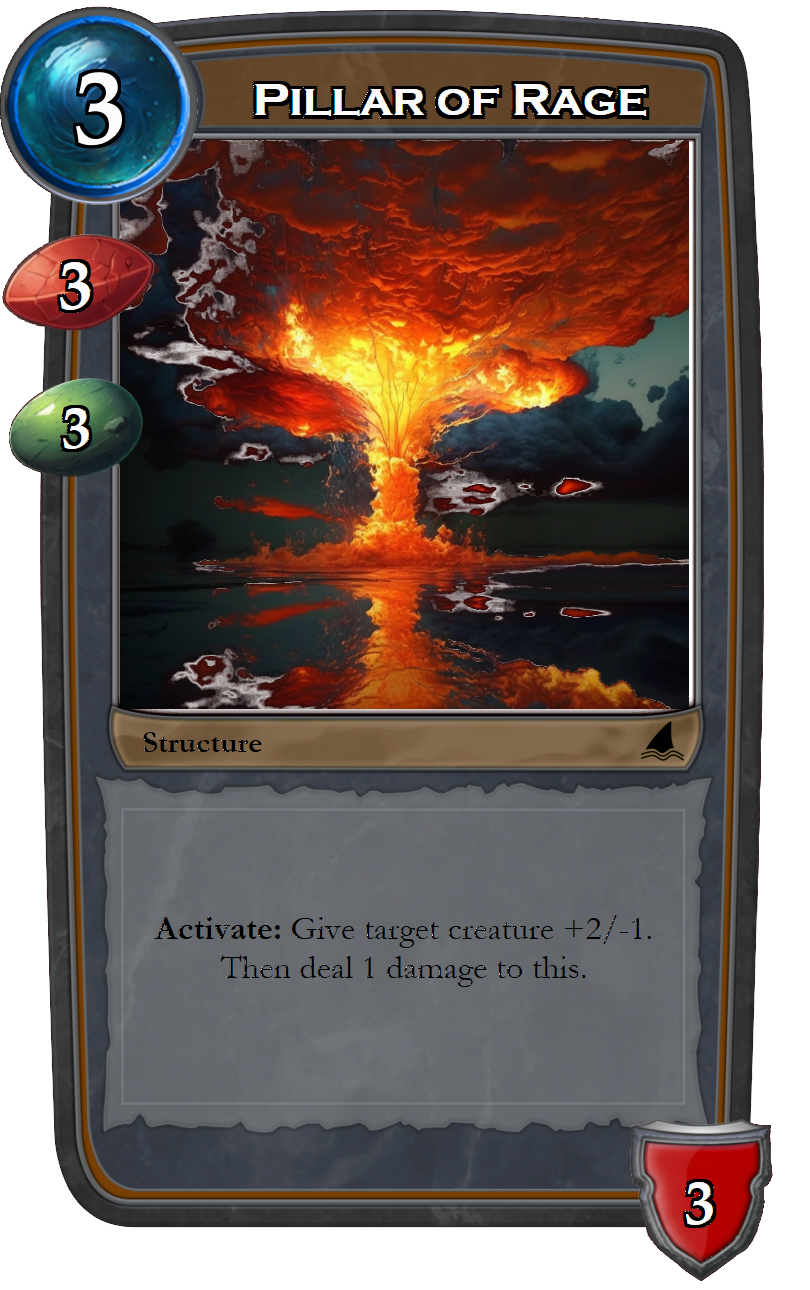 3
Pillar of Rage
3
3
Structure
Activate: Give target creature +2/-1.
Then deal 1 damage to this.
3